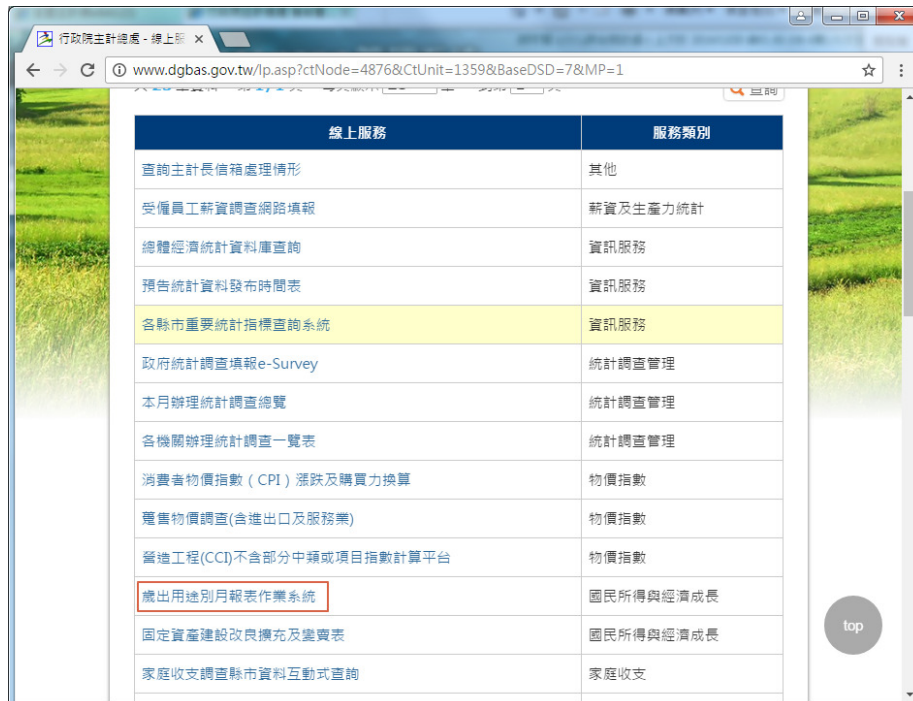 行政院主計總處 - 線上服
www.dgbas.gov.tw/lp.asp?ctNode=4876&CtUnit=1359&BaseDSD=7&MP=1
查詢
線上服務 服務類別
查詢主計長信箱處理情形 其他
受僱員工薪資調查網路填報 薪資及生產力統計
總體經濟統計資料庫查詢 資訊服務
預告統計資料發布時間表 資訊服務
各縣市重要統計指標查詢系統 資訊服務
政府統計調查填報e-Survey 統計調查管理
本月辦理統計調查總覽 統計調查管理
各機關辦理統計調查一覽表 統計調查管理
消費者物價指數（CPI）漲跌及購買力換算 物價指數
躉售物價調查(含進出口及服務業) 物價指數
營造工程(CCI)不含部分中類或項目指數計算平台 物價指數
歲出用途別月報表作業系統 國民所得與經濟成長
固定資產建設改良擴充及變賣表 國民所得與經濟成長
家庭收支調查縣市資料互動式查詢 家庭收支
top